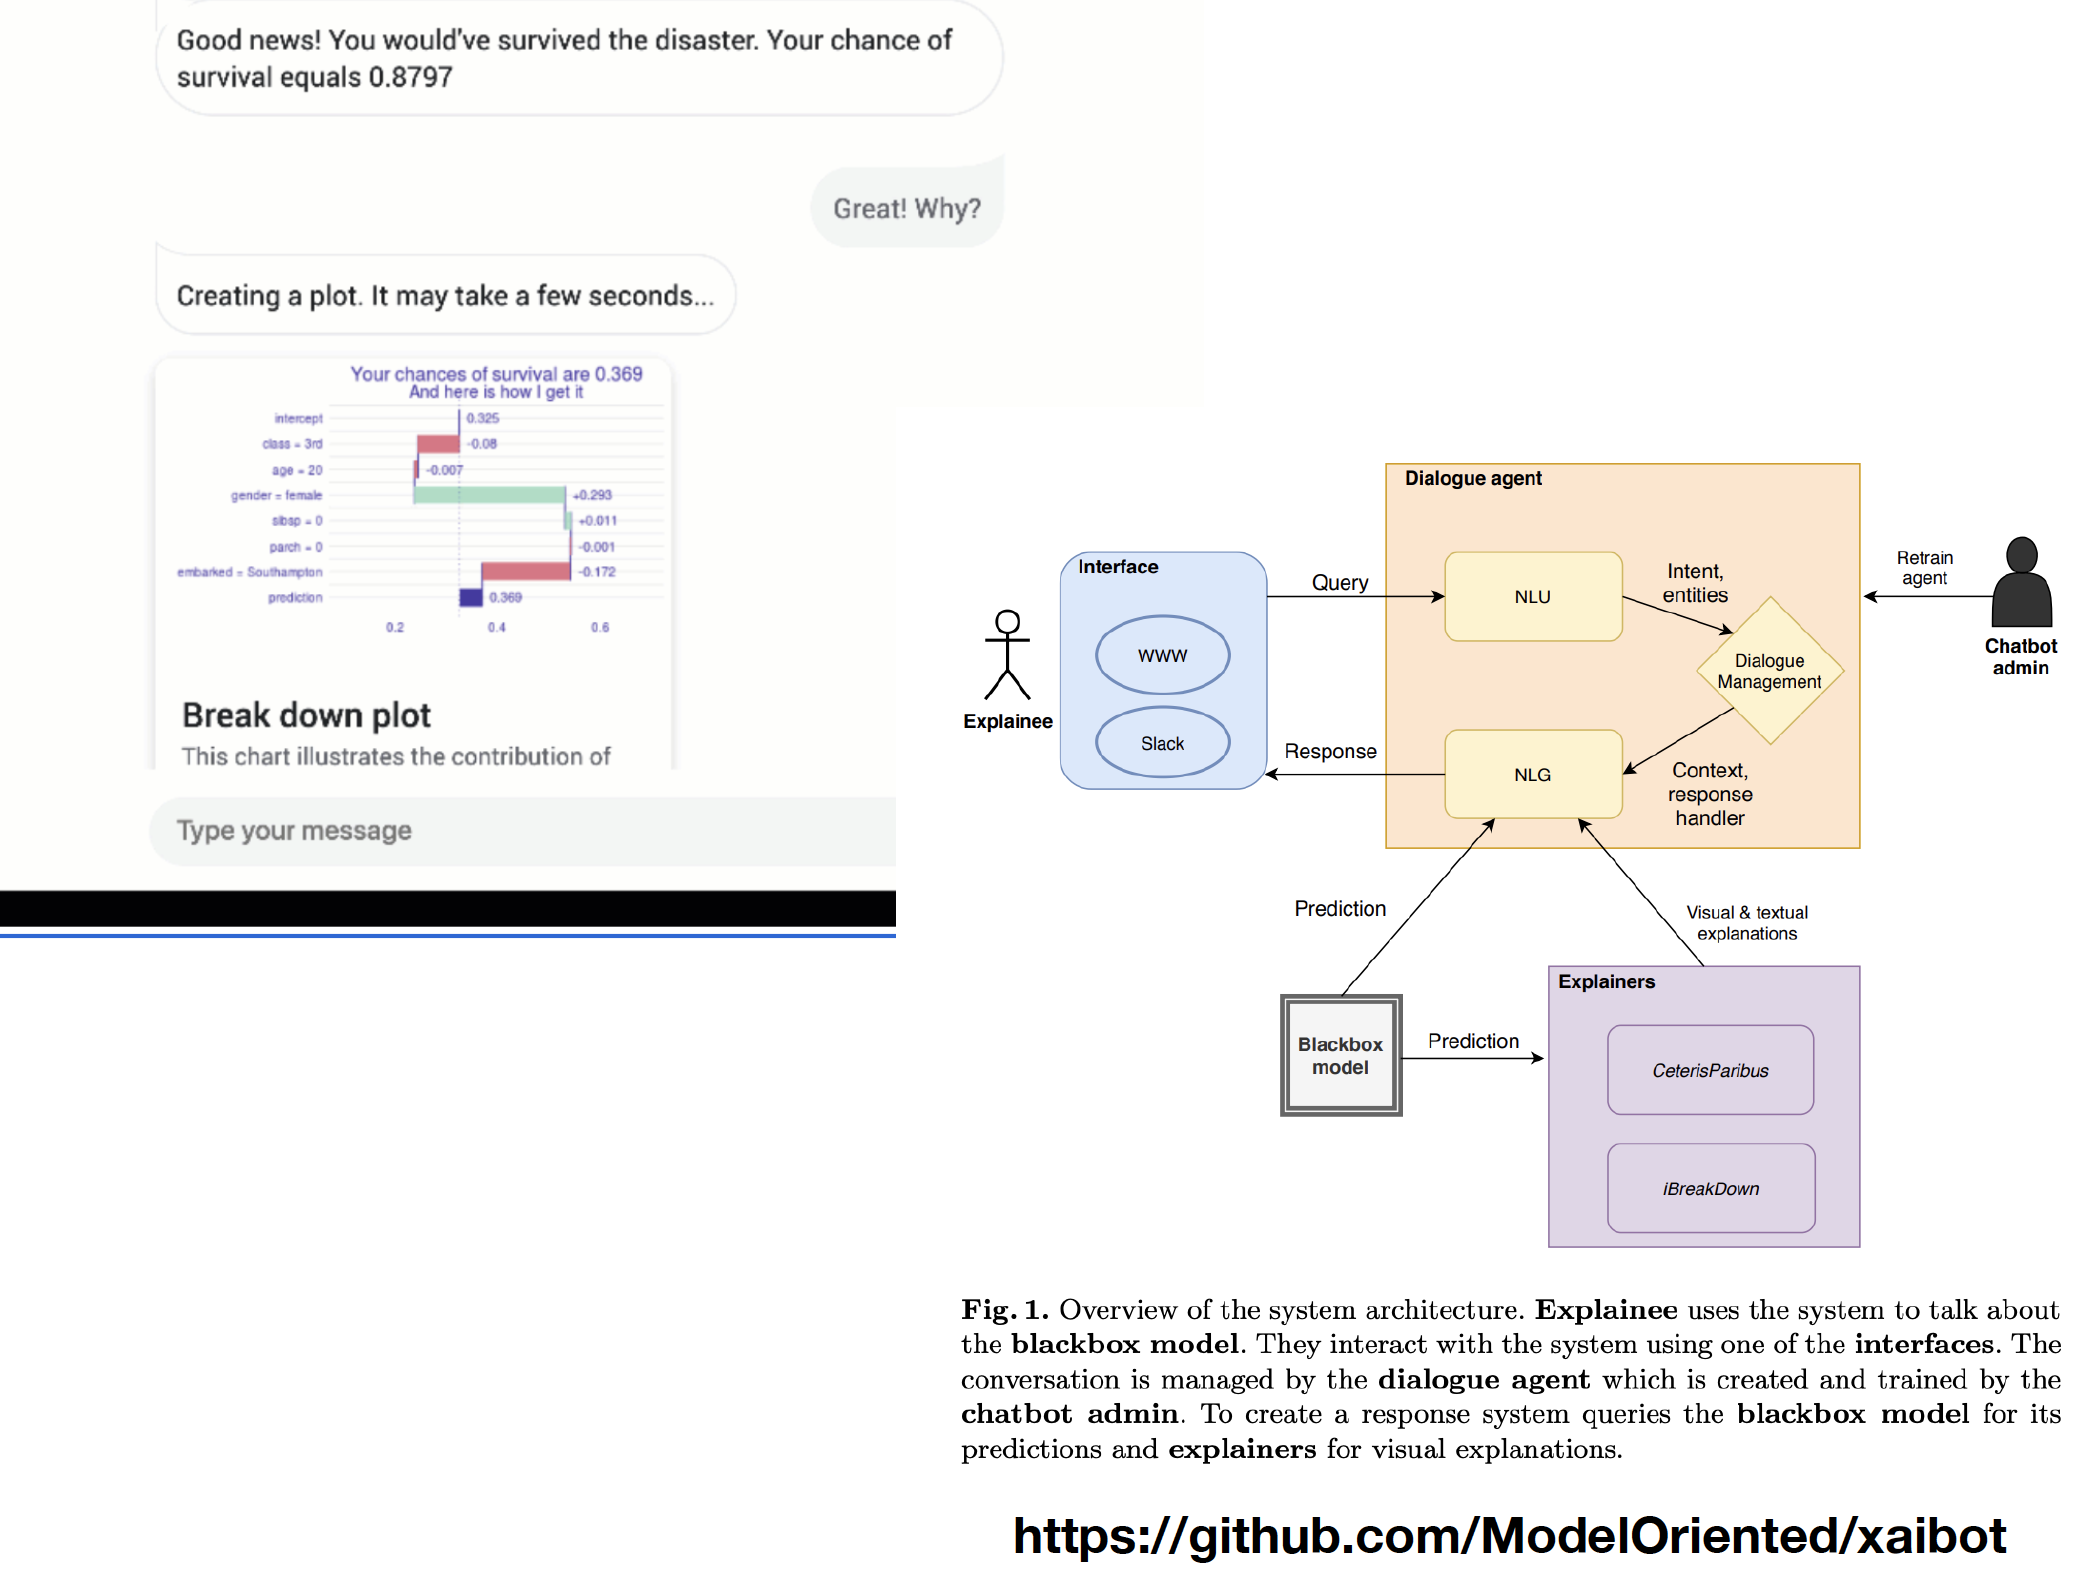 Good news! You would've survived the disaster. Your chance of
survival equals 0.8797
Great! Why?
Creating a plot. It may take a few seconds...
Your chances of survival are 0.369
And here is how I get it
intercept 0.325
class = 3rd -0.08
age = 20 -0.007
gender = female +0.293
sibsp = 0 +0.011
parch = 0 -0.001
embarked = Southampton -0.172
prediction 0.369
0.2 0.4 0.6
Break down plot
This chart illustrates the contribution of
Type your message
Dialogue agent
Interface
WWW
Slack
Explainee
Query
Response
NLU
Intent,
entities
Dialogue
Management
NLG
Context,
response
handler
Retrain
agent
Chatbot
admin
Prediction
Visual & textual
explanations
Blackbox
model
Prediction
Explainers
CeterisParibus
iBreakDown
Fig. 1. Overview of the system architecture. Explainee uses the system to talk about
the blackbox model. They interact with the system using one of the interfaces. The
conversation is managed by the dialogue agent which is created and trained by the
chatbot admin. To create a response system queries the blackbox model for its
predictions and explainers for visual explanations.
https://github.com/ModelOriented/xaibot